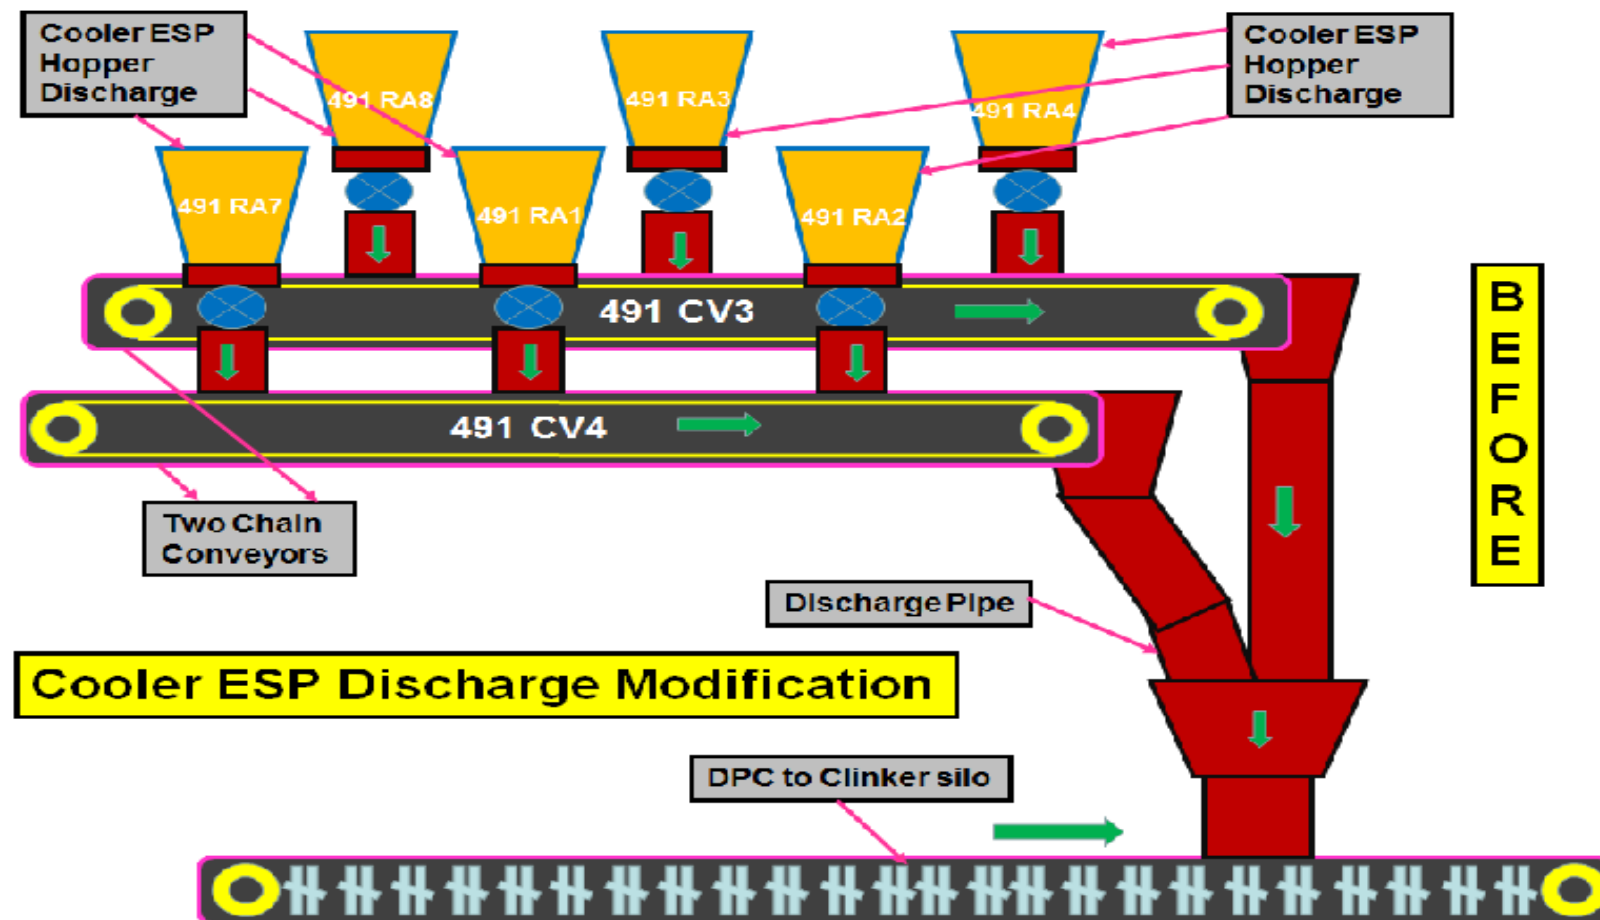 Cooler ESP
Hopper
Discharge
Cooler ESP
Hopper
Discharge
491 RA8
491 RA3
491 RA4
491 RA7
491 RA1
491 RA2
491 CV3
491 CV4
BEFORE
Two Chain
Conveyors
Discharge Pipe
Cooler ESP Discharge Modification
DPC to Clinker silo